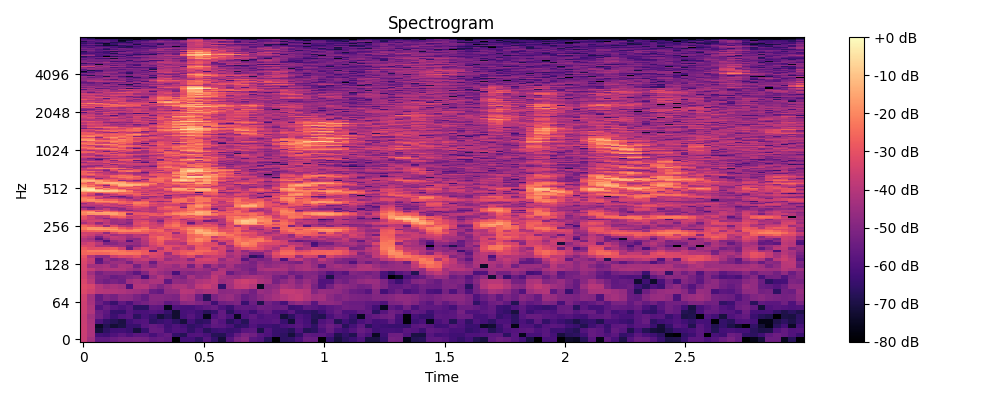 Spectrogram
+0 dB
-10 dB
-20 dB
-30 dB
-40 dB
-50 dB
-60 dB
-70 dB
-80 dB
4096
2048
1024
512
256
128
64
0
Hz
0
0.5
1
1.5
2
2.5
Time